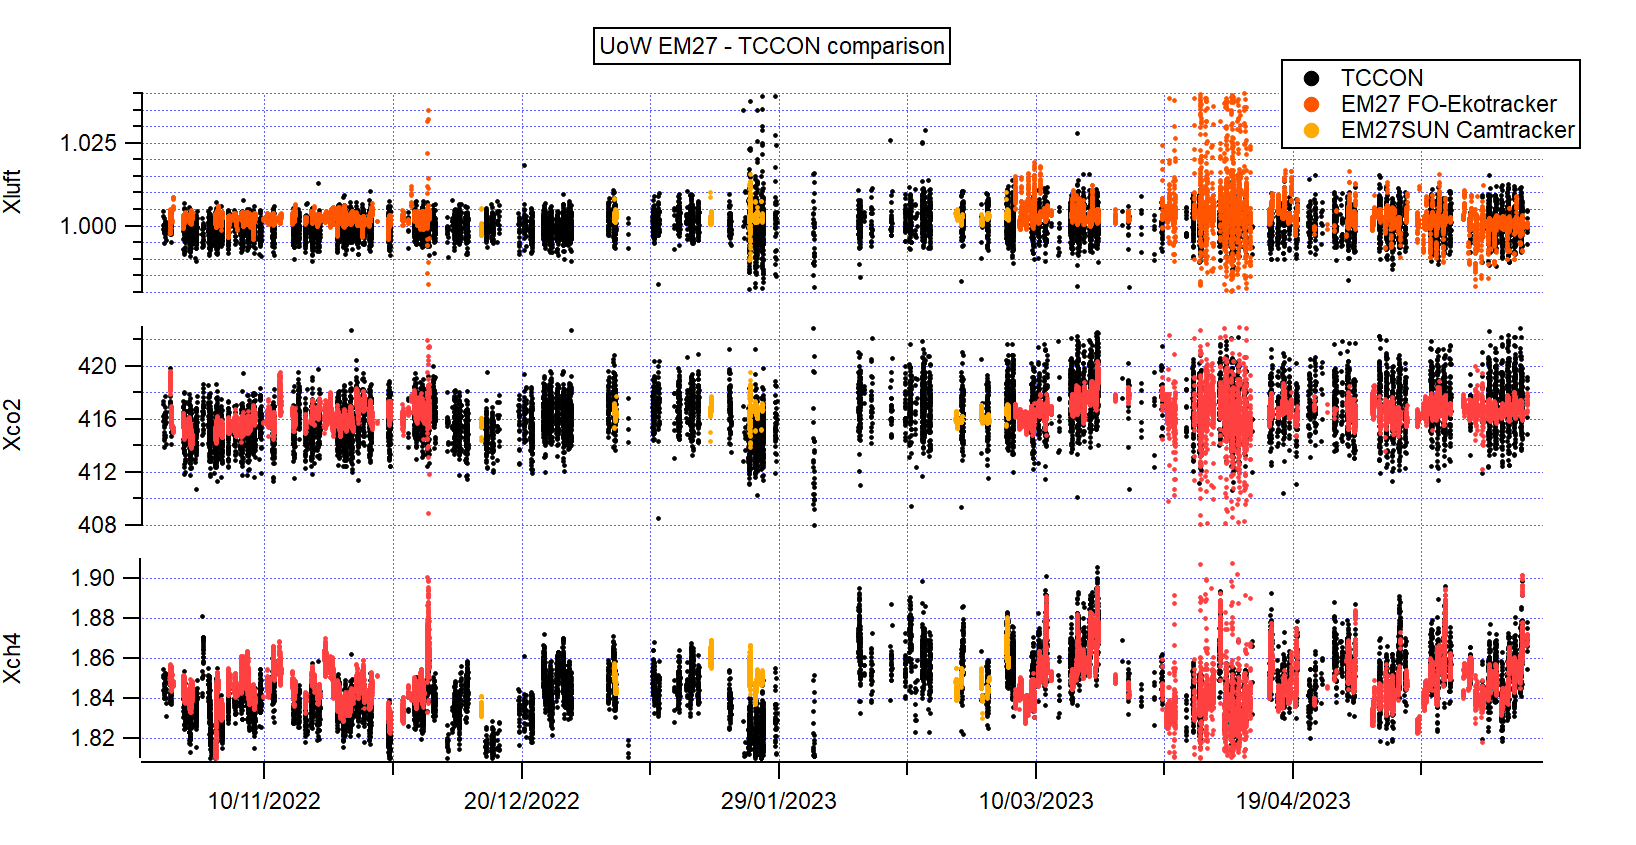 UoW EM27 - TCCON comparison
TCCON
EM27 FO-Ekotracker
EM27SUN Camtracker
Xluft
1.025
1.000
Xco2
420
416
412
408
Xch4
1.90
1.88
1.86
1.84
1.82
10/11/2022
20/12/2022
29/01/2023
10/03/2023
19/04/2023